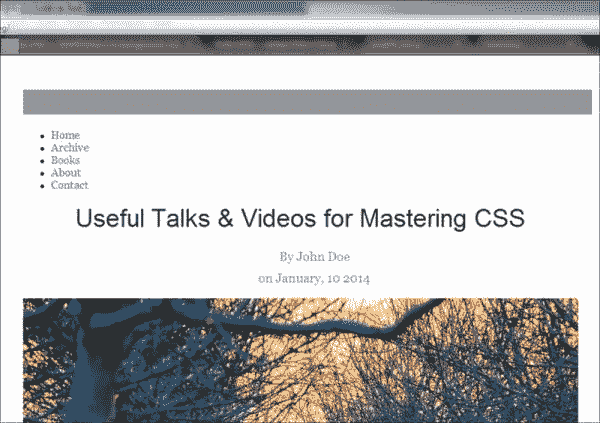 Home
Archive
Books
About
Contact
Useful Talks & Videos for Mastering CSS
By John Doe
on January, 10 2014